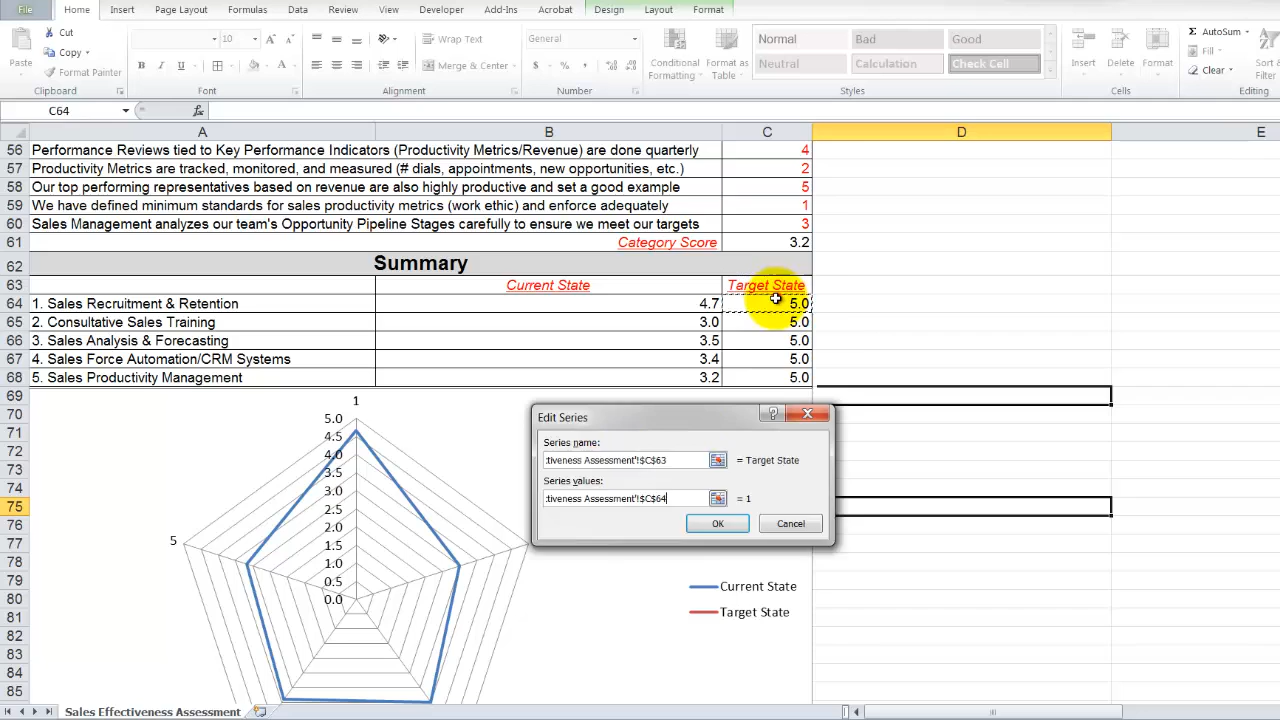 File Home Insert Page Layout Formulas Data Review View Developer Add-Ins Acrobat Design Layout Format
Paste Cut Copy Format Painter Clipboard
10 A A B I U A Font
Wrap Text Merge & Center Alignment
General $ % , Number
Conditional Formatting Format as Table Normal Bad Good Neutral Calculation Check Cell Styles
Insert Delete Format Cells
Σ AutoSum Fill Clear Sort Editing
C64 fx
A B C D E
56 Performance Reviews tied to Key Performance Indicators (Productivity Metrics/Revenue) are done quarterly 4
57 Productivity Metrics are tracked, monitored, and measured (# dials, appointments, new opportunities, etc.) 2
58 Our top performing representatives based on revenue are also highly productive and set a good example 5
59 We have defined minimum standards for sales productivity metrics (work ethic) and enforce adequately 1
60 Sales Management analyzes our team's Opportunity Pipeline Stages carefully to ensure we meet our targets 3
61 Category Score 3.2
62 Summary
63 Current State Target State
64 1. Sales Recruitment & Retention 4.7 5.0
65 2. Consultative Sales Training 3.0 5.0
66 3. Sales Analysis & Forecasting 3.5 5.0
67 4. Sales Force Automation/CRM Systems 3.4 5.0
68 5. Sales Productivity Management 3.2 5.0
69
70
71
72
73
74
75
76
77
78
79
80
81
82
83
84
85
1
5.0
4.5
4.0
3.5
3.0
2.5
2.0
1.5
1.0
0.5
0.0
5
Current State
Target State
Edit Series
Series name:
:tiveness Assessment'!$C$63 = Target State
Series values:
:tiveness Assessment'!$C$64 = 1
OK Cancel
Sales Effectiveness Assessment